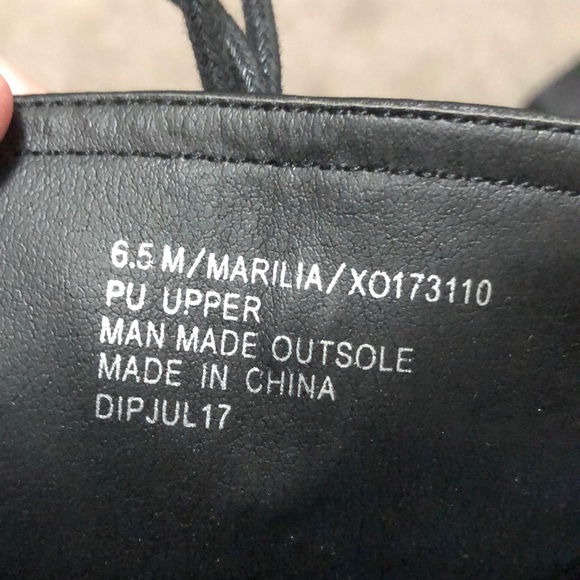 6.5 M/MARILIA/XO173110
PU UPPER
MAN MADE OUTSOLE
MADE IN CHINA
DIPJUL17